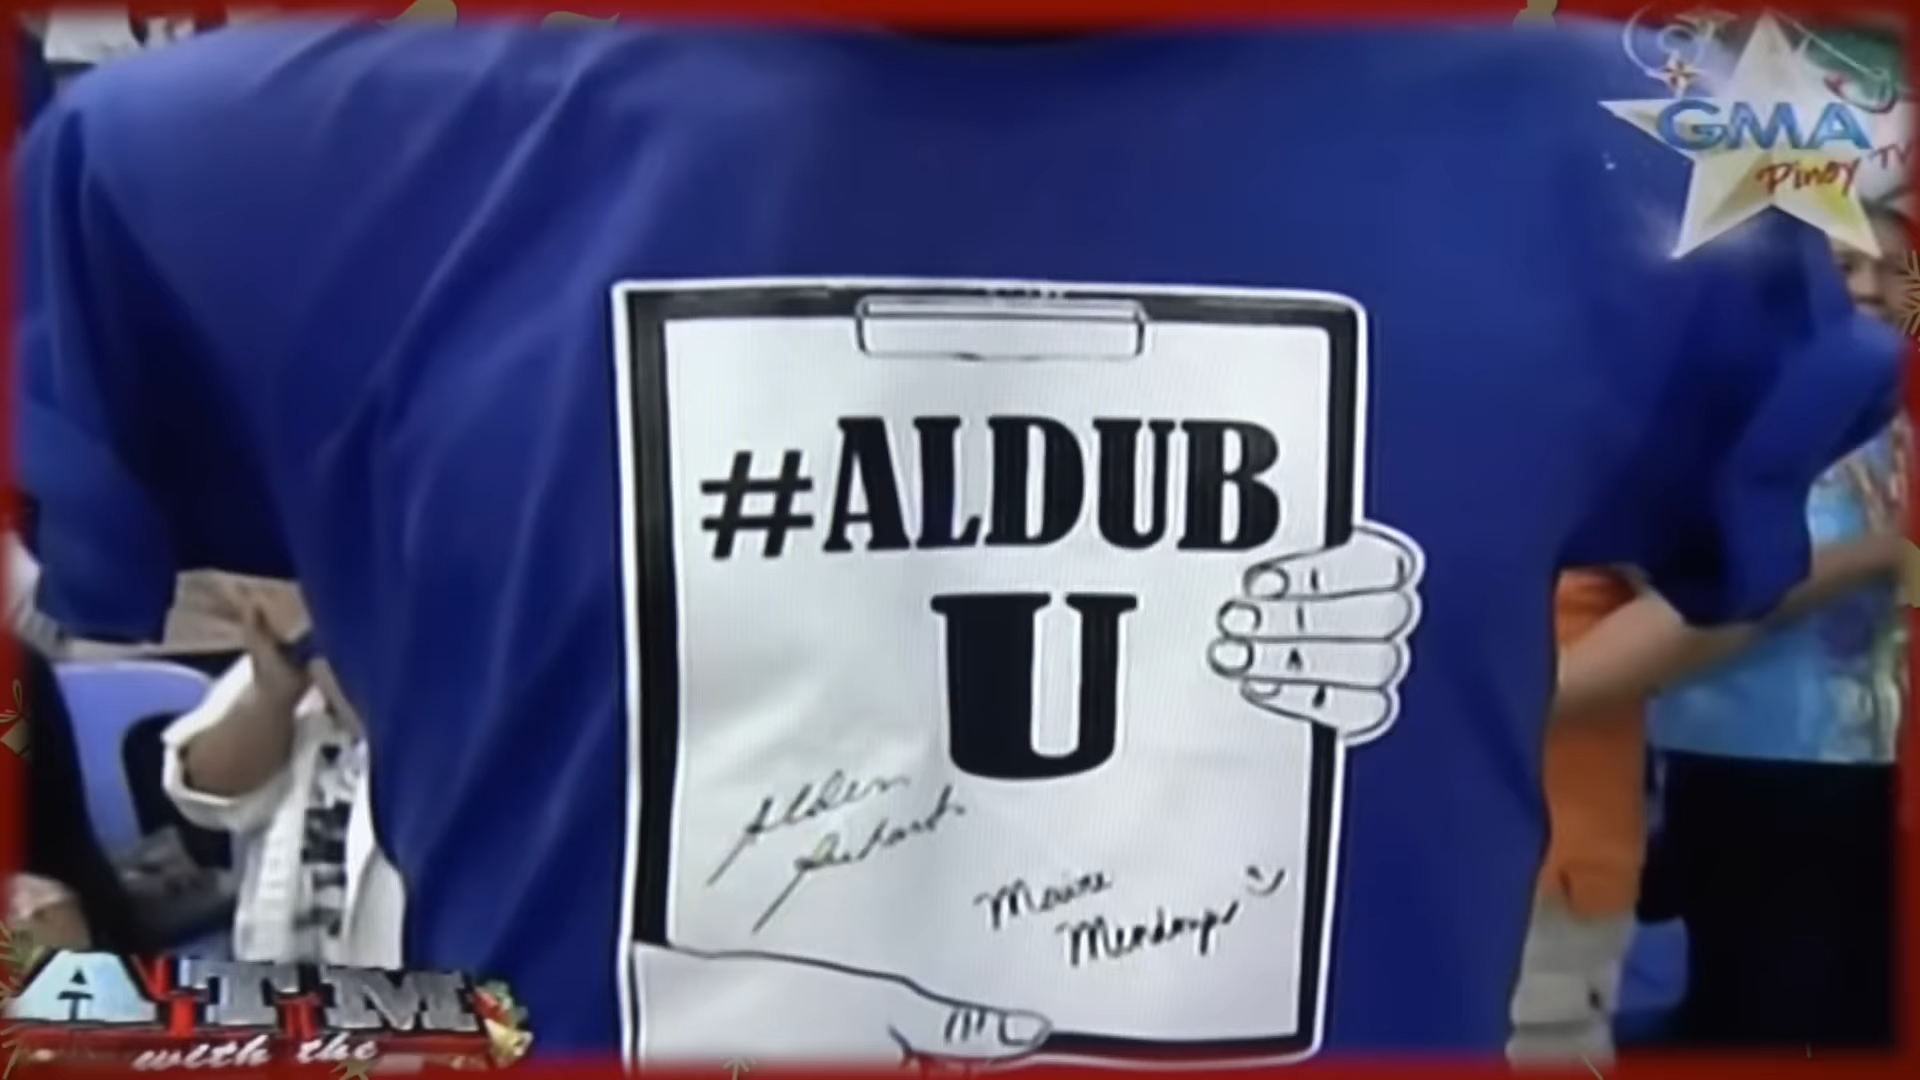 GMA
Pinoy TV
#ALDUB
U
Alden
Richards
Maine
Mendoza
ATM
with the